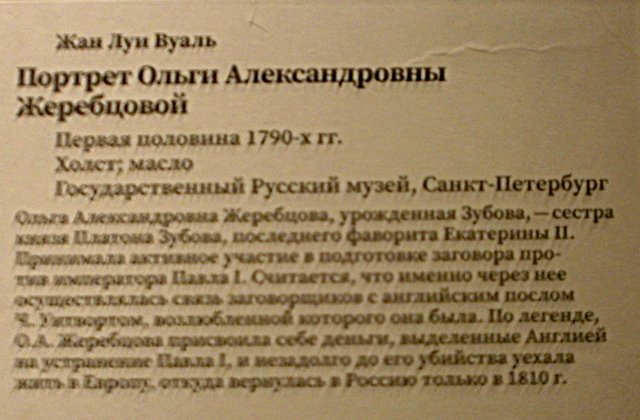 Жан Луи Вуаль
Портрет Ольги Александровны
Жеребцовой
Первая половина 1790-х гг.
Холст; масло
Государственный Русский музей, Санкт-Петербург
Ольга Александровна Жеребцова, урожденная Зубова, — сестра
князя Платона Зубова, последнего фаворита Екатерины II.
Принимала активное участие в подготовке заговора про-
тив императора Павла I. Считается, что именно через нее
осуществлялась связь заговорщиков с английским послом
Ч. Уитвортом, возлюбленной которого она была. По легенде,
О.А. Жеребцова присвоила себе деньги, выделенные Англией
на устранение Павла I, и незадолго до его убийства уехала
жить в Европу, откуда вернулась в Россию только в 1810 г.